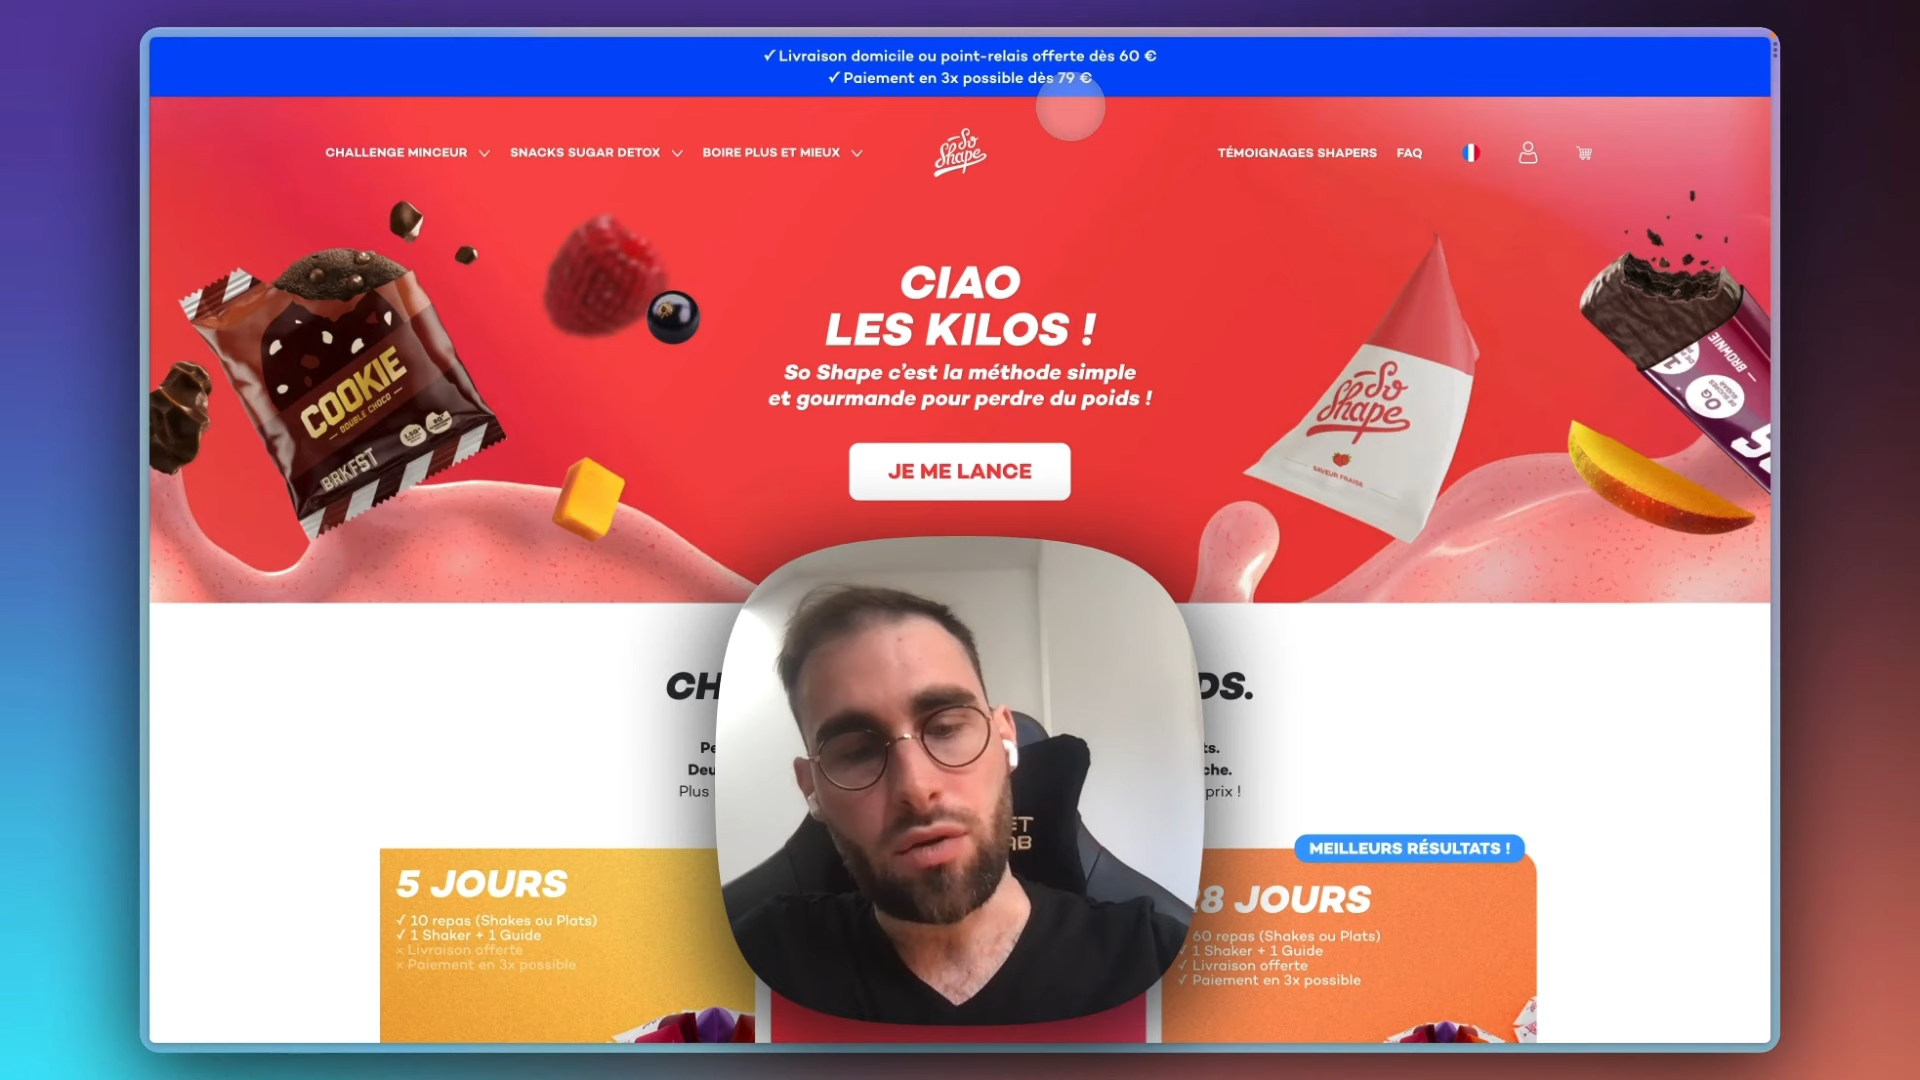 ✓ Livraison domicile ou point-relais offerte dès 60 €
✓ Paiement en 3x possible dès 79 €
CHALLENGE MINCEUR
SNACKS SUGAR DETOX
BOIRE PLUS ET MIEUX
So Shape
TÉMOIGNAGES SHAPERS
FAQ
CIAO
LES KILOS !
So Shape c'est la méthode simple
et gourmande pour perdre du poids !
JE ME LANCE
COOKIE
DOUBLE CHOCO
BRKFST
So Shape
SAVEUR FRAISE
BROWNIE
0G
CH
DS.
Pe
ts.
Deu
che.
Plus
prix !
5 JOURS
✓ 10 repas (Shakes ou Plats)
✓ 1 Shaker + 1 Guide
× Livraison offerte
× Paiement en 3x possible
MEILLEURS RÉSULTATS !
28 JOURS
60 repas (Shakes ou Plats)
✓ 1 Shaker + 1 Guide
✓ Livraison offerte
✓ Paiement en 3x possible